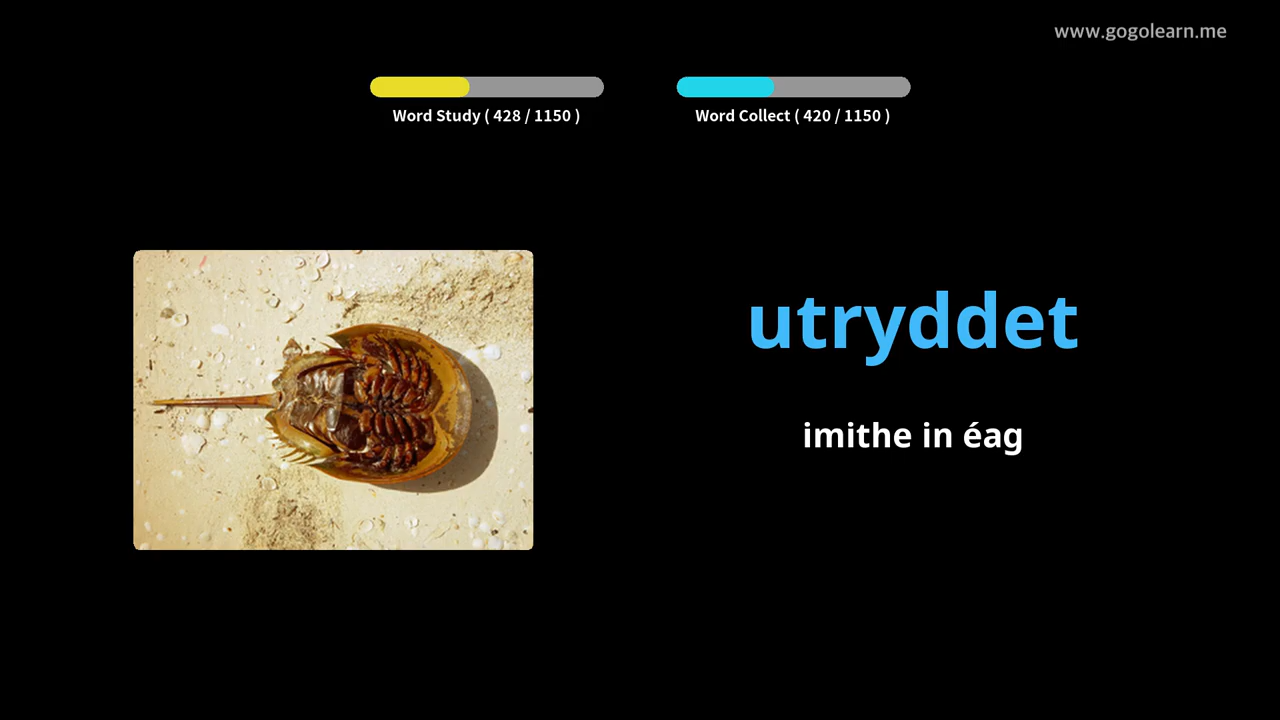 www.gogolearn.me
Word Study ( 428 / 1150 )
Word Collect ( 420 / 1150 )
utryddet
imithe in éag